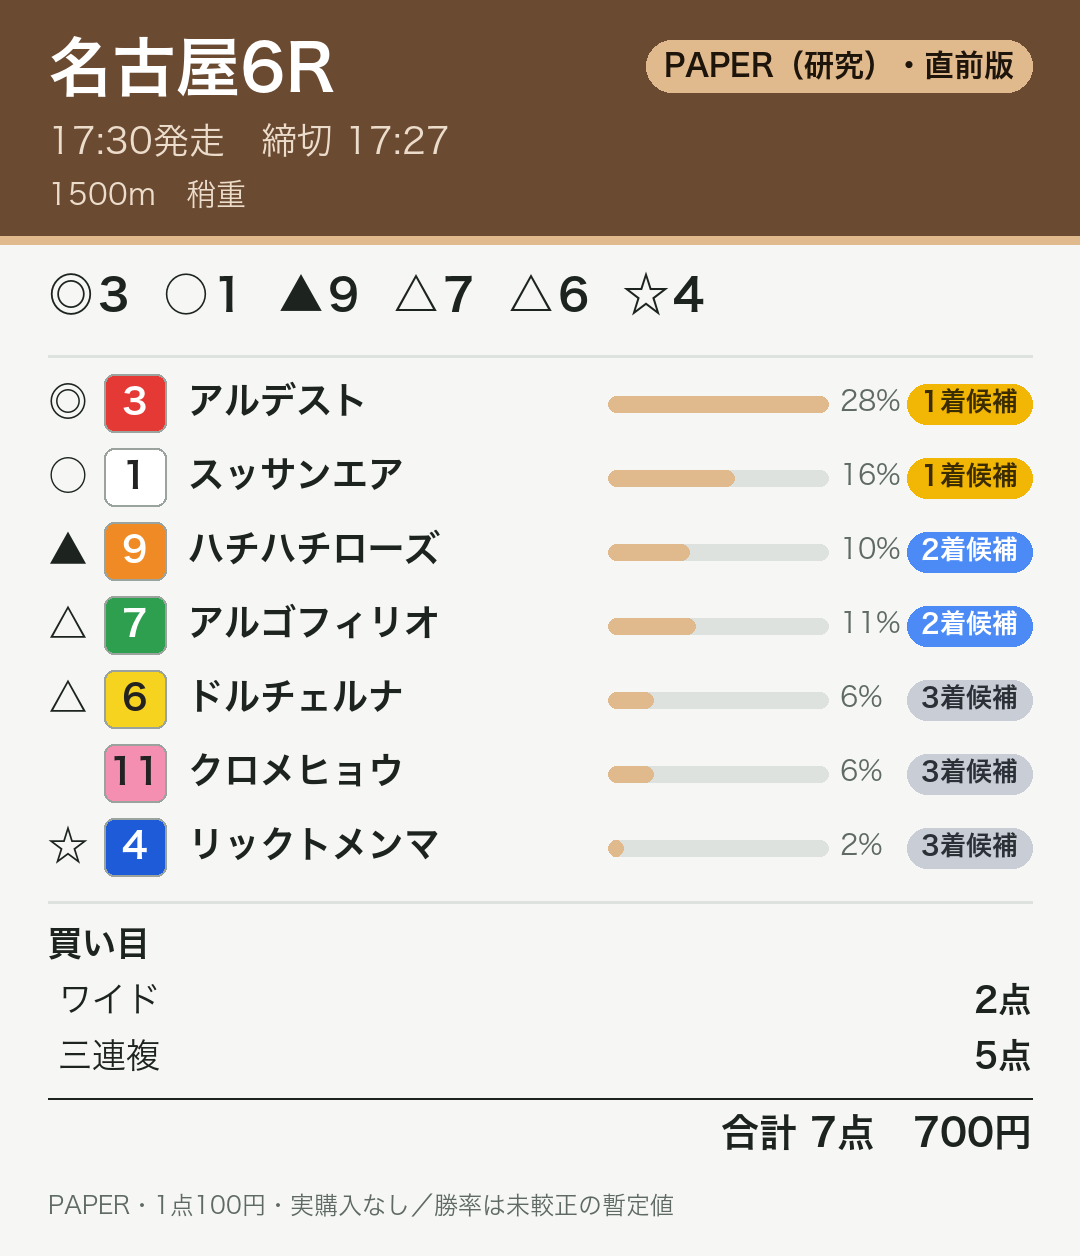 名古屋6R
PAPER（研究）・直前版
17:30発走　締切 17:27
1500m　稍重
◎3 ○1 ▲9 △7 △6 ☆4
◎ 3 アルデスト 28% 1着候補
○ 1 スッサンエア 16% 1着候補
▲ 9 ハチハチローズ 10% 2着候補
△ 7 アルゴフィリオ 11% 2着候補
△ 6 ドルチェルナ 6% 3着候補
11 クロメヒョウ 6% 3着候補
☆ 4 リックトメンマ 2% 3着候補
買い目
ワイド 2点
三連複 5点
合計 7点　700円
PAPER・1点100円・実購入なし／勝率は未較正の暫定値